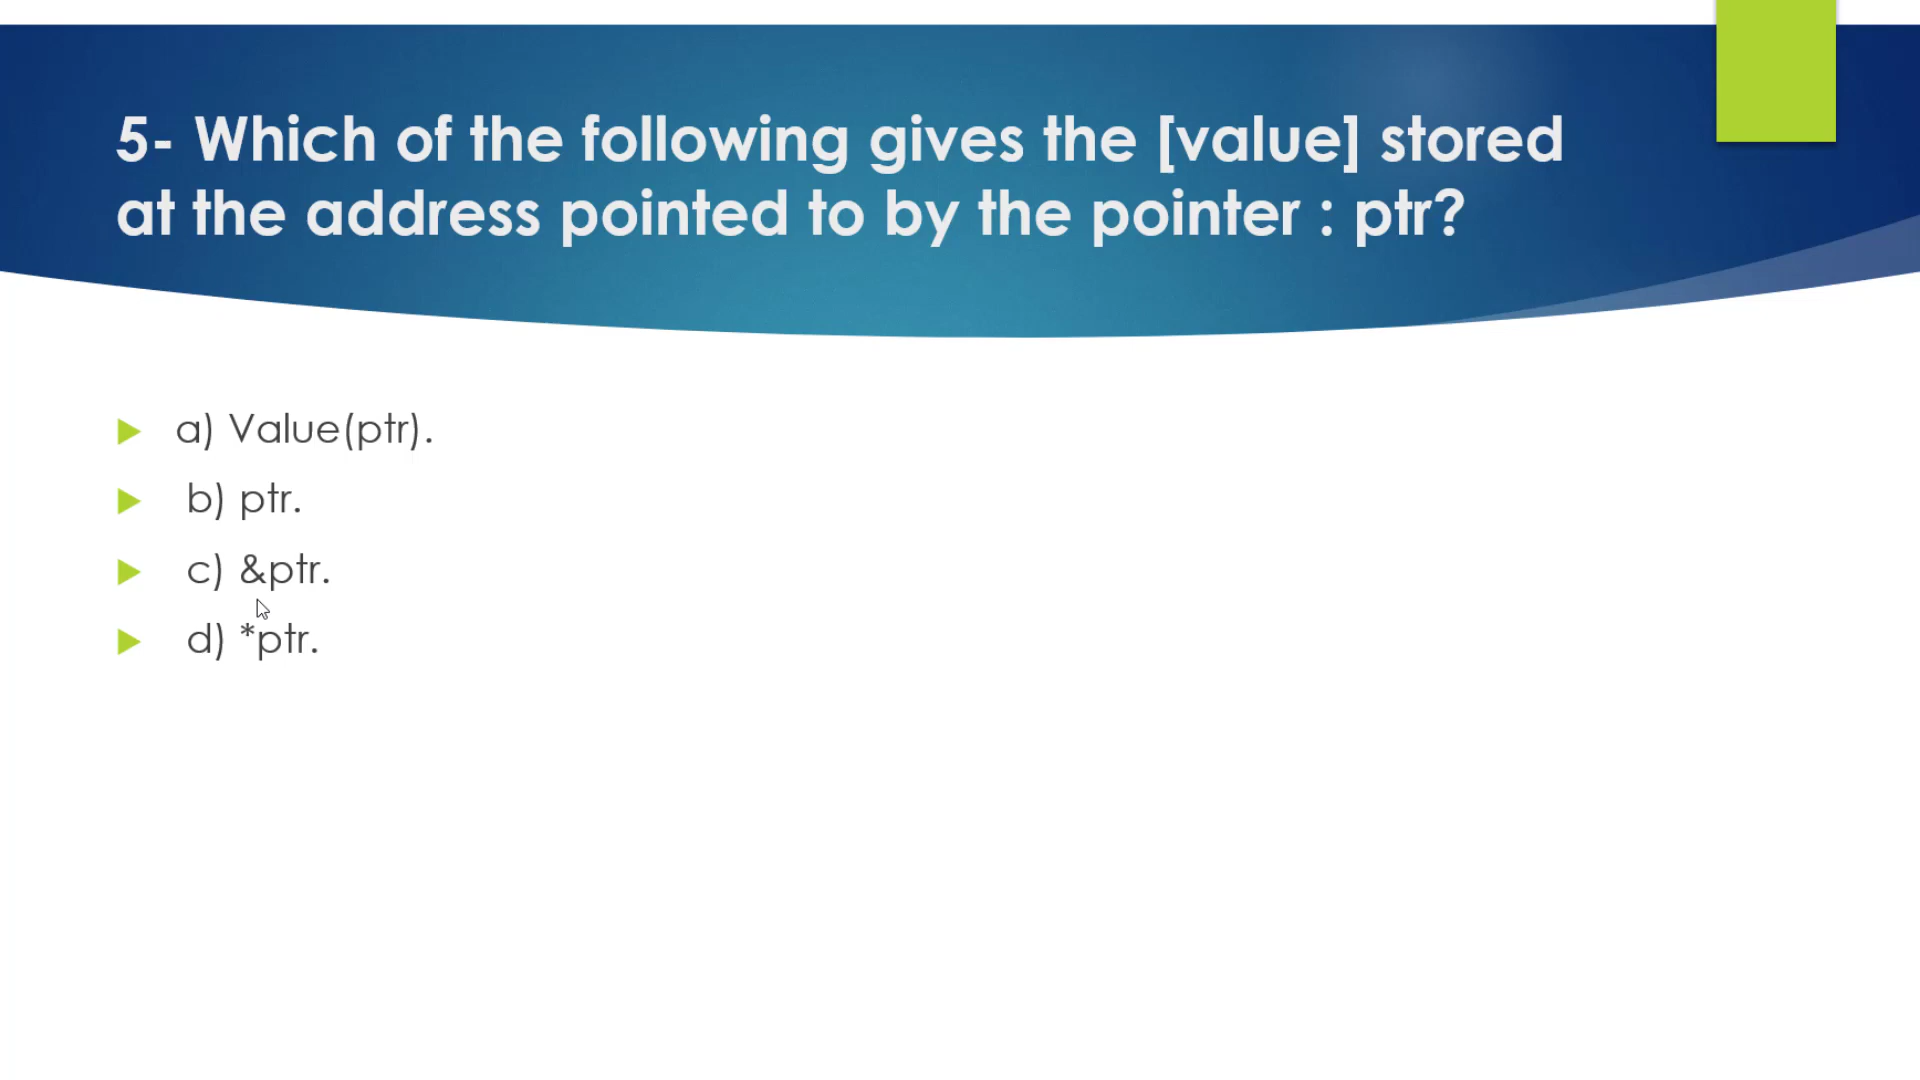 5- Which of the following gives the [value] stored
at the address pointed to by the pointer : ptr?
a) Value(ptr).
b) ptr.
c) &ptr.
d) *ptr.